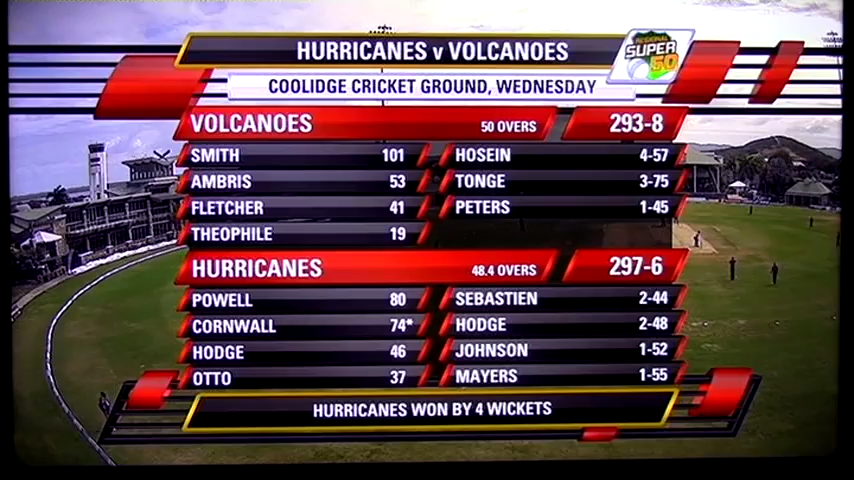 HURRICANES v VOLCANOES
REGIONAL
SUPER
50
COOLIDGE CRICKET GROUND, WEDNESDAY
VOLCANOES 50 OVERS 293-8
SMITH 101 HOSEIN 4-57
AMBRIS 53 TONGE 3-75
FLETCHER 41 PETERS 1-45
THEOPHILE 19
HURRICANES 48.4 OVERS 297-6
POWELL 80 SEBASTIEN 2-44
CORNWALL 74* HODGE 2-48
HODGE 46 JOHNSON 1-52
OTTO 37 MAYERS 1-55
HURRICANES WON BY 4 WICKETS